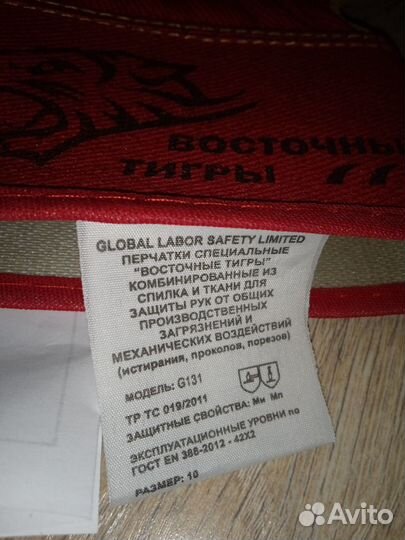 ВОСТОЧНЫ
ТИГРЫ
GLOBAL LABOR SAFETY LIMITED
ПЕРЧАТКИ СПЕЦИАЛЬНЫЕ
"ВОСТОЧНЫЕ ТИГРЫ"
КОМБИНИРОВАННЫЕ ИЗ
СПИЛКА И ТКАНИ ДЛЯ
ЗАЩИТЫ РУК ОТ ОБЩИХ
ПРОИЗВОДСТВЕННЫХ
ЗАГРЯЗНЕНИЙ И
МЕХАНИЧЕСКИХ ВОЗДЕЙСТВИЙ
(истирания, проколов, порезов)
МОДЕЛЬ: G131
ТР ТС 019/2011
ЗАЩИТНЫЕ СВОЙСТВА: Ми Мп
ЭКСПЛУАТАЦИОННЫЕ УРОВНИ по
ГОСТ EN 388-2012 - 42X2
РАЗМЕР: 10
Avito